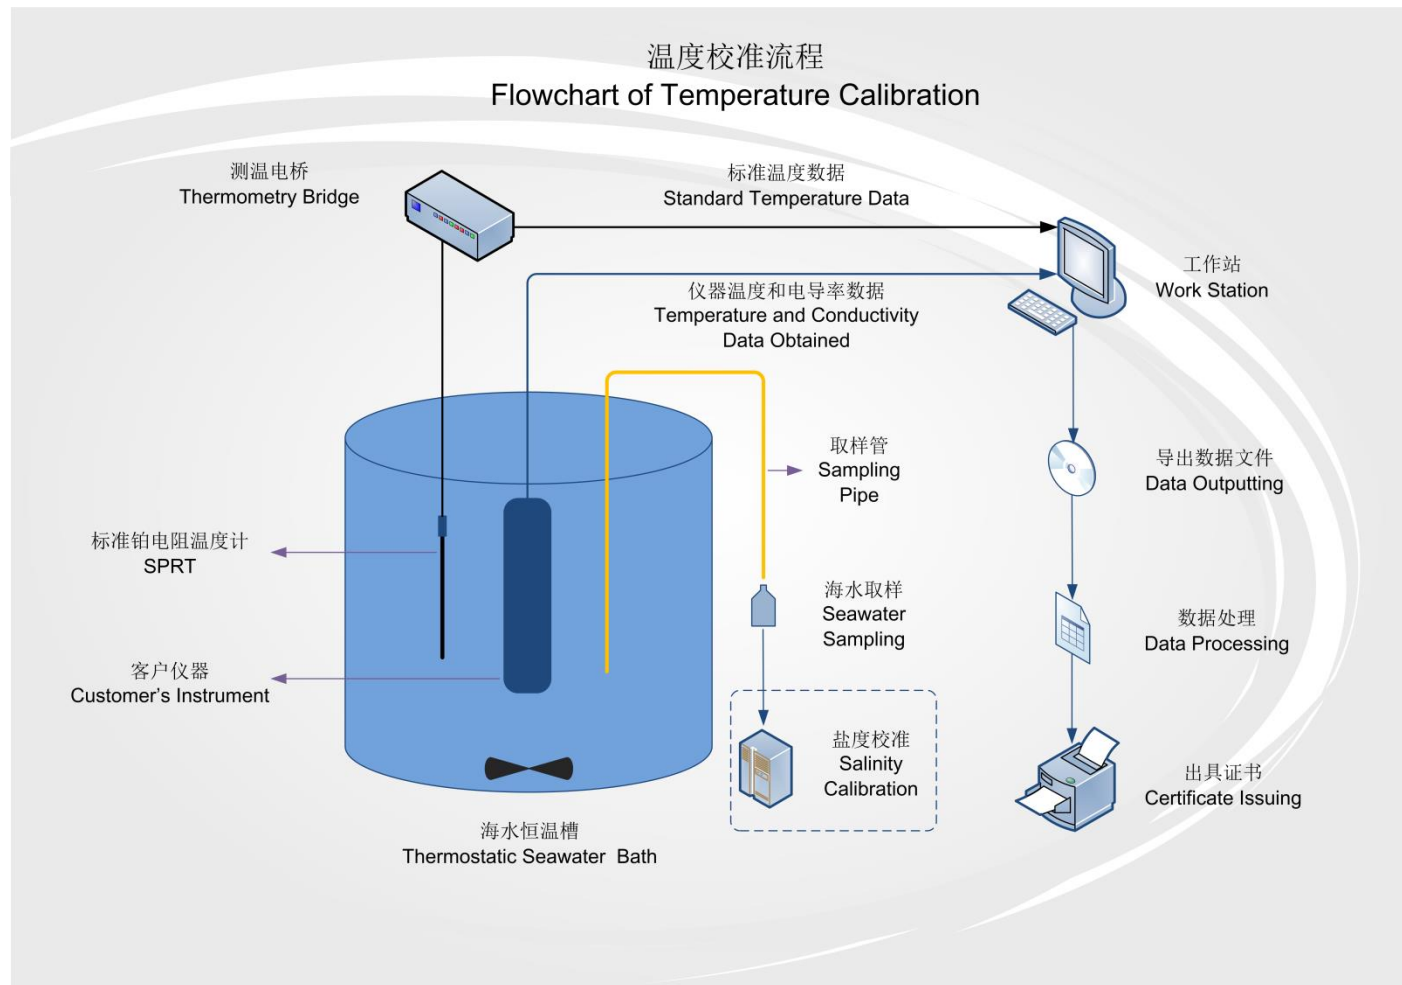 温度校准流程
Flowchart of Temperature Calibration
测温电桥
Thermometry Bridge
标准温度数据
Standard Temperature Data
工作站
Work Station
仪器温度和电导率数据
Temperature and Conductivity
Data Obtained
取样管
Sampling
Pipe
导出数据文件
Data Outputting
标准铂电阻温度计
SPRT
海水取样
Seawater
Sampling
数据处理
Data Processing
客户仪器
Customer's Instrument
盐度校准
Salinity
Calibration
出具证书
Certificate Issuing
海水恒温槽
Thermostatic Seawater Bath